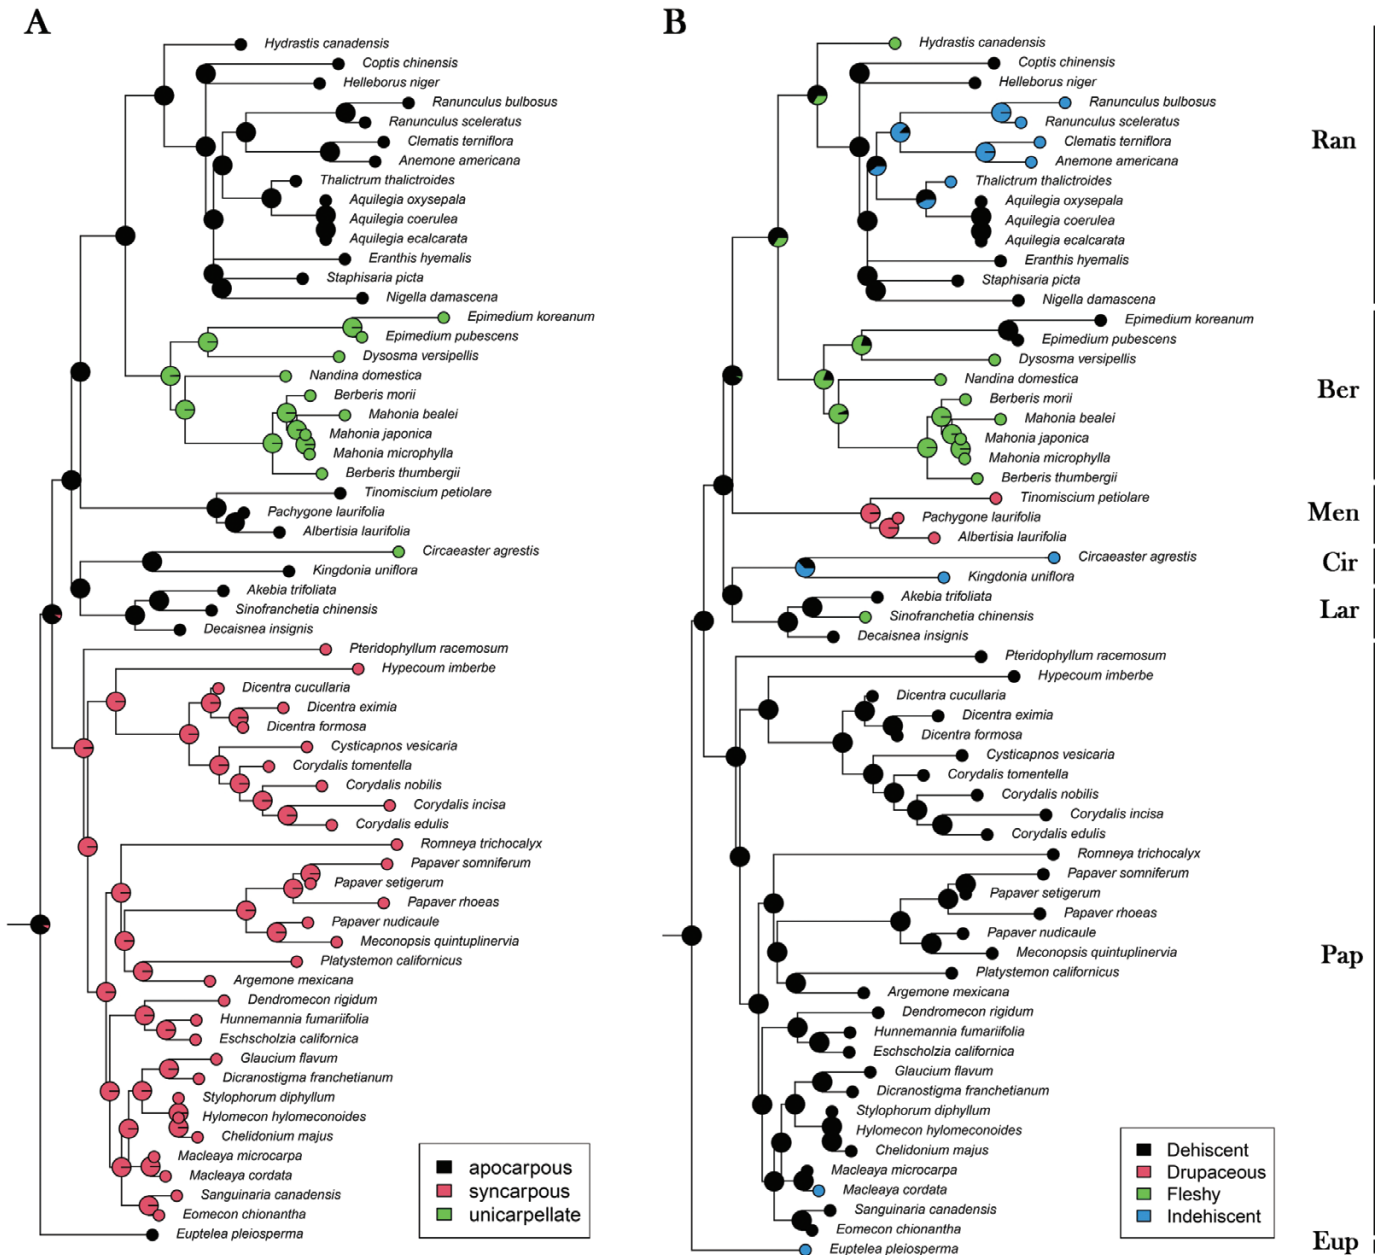 A
Hydrastis canadensis
Coptis chinensis
Helleborus niger
Ranunculus bulbosus
Ranunculus sceleratus
Clematis terniflora
Anemone americana
Thalictrum thalictroides
Aquilegia oxysepala
Aquilegia coerulea
Aquilegia ecalcarata
Eranthis hyemalis
Staphisaria picta
Nigella damascena
Epimedium koreanum
Epimedium pubescens
Dysosma versipellis
Nandina domestica
Berberis morii
Mahonia bealei
Mahonia japonica
Mahonia microphylla
Berberis thumbergii
Tinomiscium petiolare
Pachygone laurifolia
Albertisia laurifolia
Circaeaster agrestis
Kingdonia uniflora
Akebia trifoliata
Sinofranchetia chinensis
Decaisnea insignis
Pteridophyllum racemosum
Hypecoum imberbe
Dicentra cucullaria
Dicentra eximia
Dicentra formosa
Cysticapnos vesicaria
Corydalis tomentella
Corydalis nobilis
Corydalis incisa
Corydalis edulis
Romneya trichocalyx
Papaver somniferum
Papaver setigerum
Papaver rhoeas
Papaver nudicaule
Meconopsis quintuplinervia
Platystemon californicus
Argemone mexicana
Dendromecon rigidum
Hunnemannia fumariifolia
Eschscholzia californica
Glaucium flavum
Dicranostigma franchetianum
Stylophorum diphyllum
Hylomecon hylomeconoides
Chelidonium majus
Macleaya microcarpa
Macleaya cordata
Sanguinaria canadensis
Eomecon chionantha
Euptelea pleiosperma
apocarpous
syncarpous
unicarpellate
B
Hydrastis canadensis
Coptis chinensis
Helleborus niger
Ranunculus bulbosus
Ranunculus sceleratus
Clematis terniflora
Anemone americana
Thalictrum thalictroides
Aquilegia oxysepala
Aquilegia coerulea
Aquilegia ecalcarata
Eranthis hyemalis
Staphisaria picta
Nigella damascena
Epimedium koreanum
Epimedium pubescens
Dysosma versipellis
Nandina domestica
Berberis morii
Mahonia bealei
Mahonia japonica
Mahonia microphylla
Berberis thumbergii
Tinomiscium petiolare
Pachygone laurifolia
Albertisia laurifolia
Circaeaster agrestis
Kingdonia uniflora
Akebia trifoliata
Sinofranchetia chinensis
Decaisnea insignis
Pteridophyllum racemosum
Hypecoum imberbe
Dicentra cucullaria
Dicentra eximia
Dicentra formosa
Cysticapnos vesicaria
Corydalis tomentella
Corydalis nobilis
Corydalis incisa
Corydalis edulis
Romneya trichocalyx
Papaver somniferum
Papaver setigerum
Papaver rhoeas
Papaver nudicaule
Meconopsis quintuplinervia
Platystemon californicus
Argemone mexicana
Dendromecon rigidum
Hunnemannia fumariifolia
Eschscholzia californica
Glaucium flavum
Dicranostigma franchetianum
Stylophorum diphyllum
Hylomecon hylomeconoides
Chelidonium majus
Macleaya microcarpa
Macleaya cordata
Sanguinaria canadensis
Eomecon chionantha
Euptelea pleiosperma
Dehiscent
Drupaceous
Fleshy
Indehiscent
Ran
Ber
Men
Cir
Lar
Pap
Eup